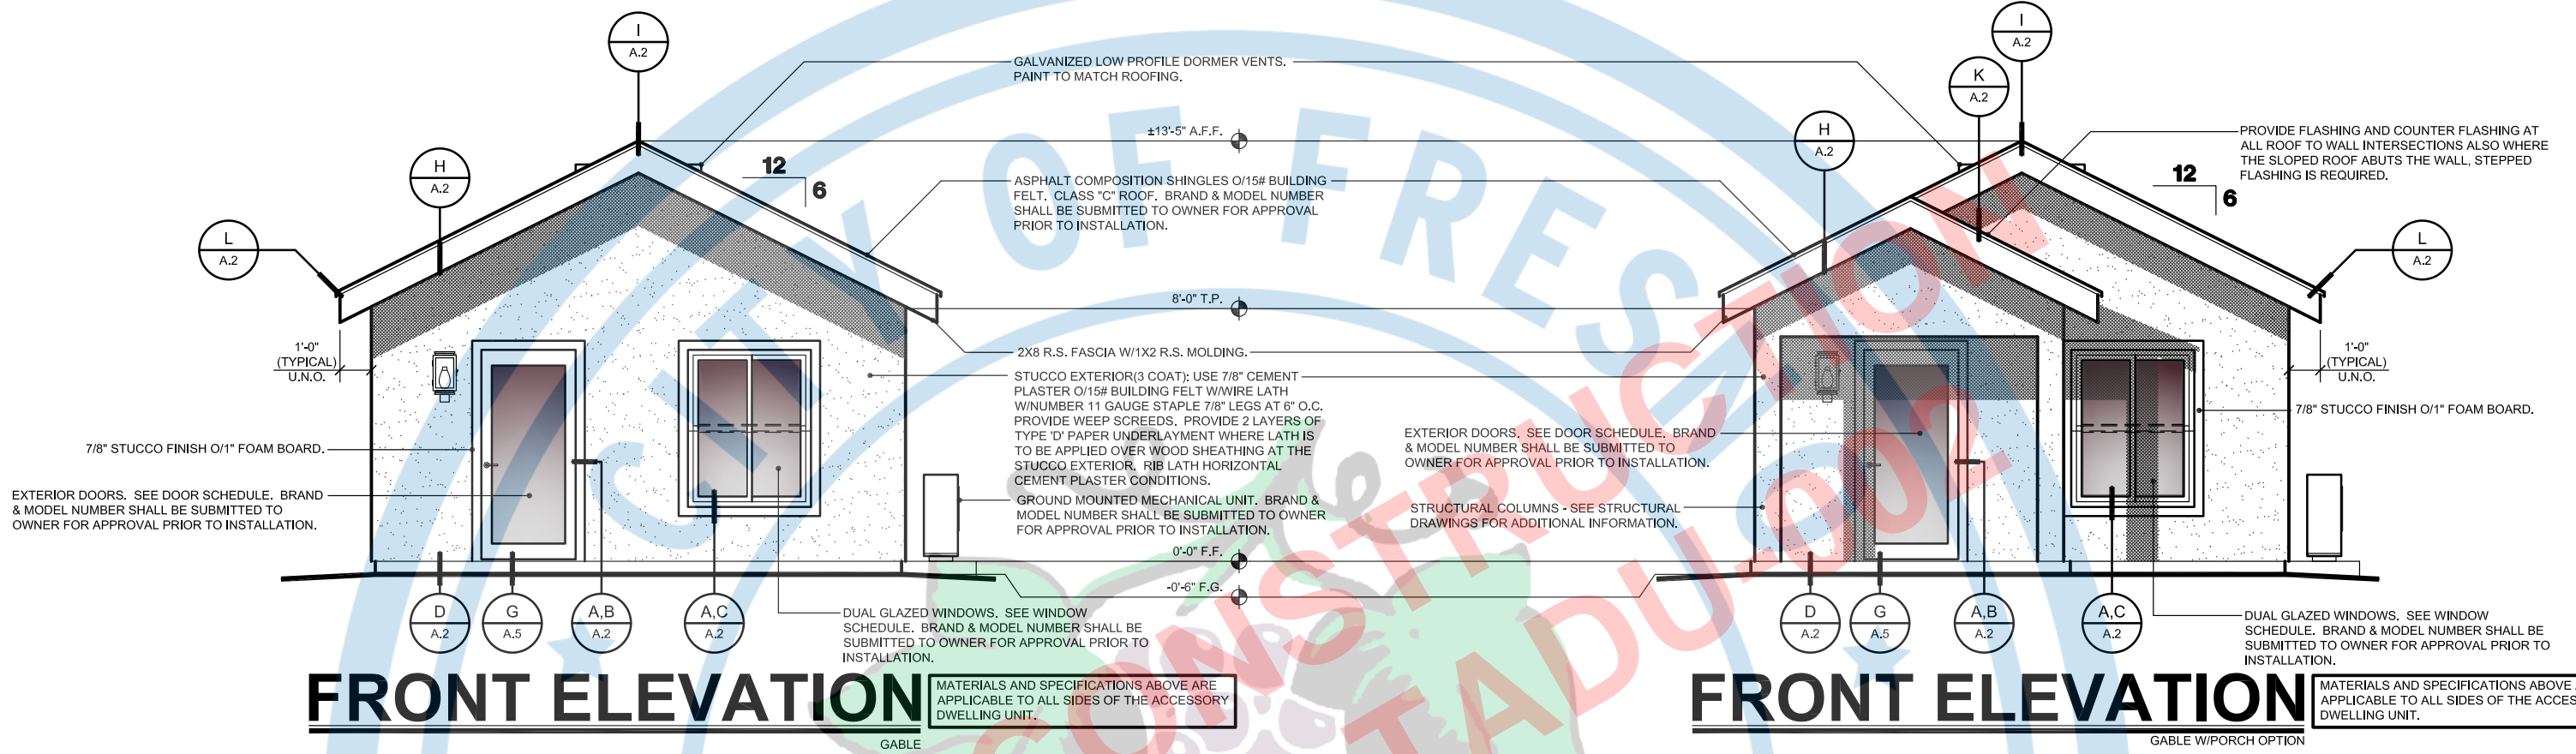 I
A.2
H
A.2
L
A.2
12
6
GALVANIZED LOW PROFILE DORMER VENTS.
PAINT TO MATCH ROOFING.
±13'-5" A.F.F.
ASPHALT COMPOSITION SHINGLES O/15# BUILDING
FELT. CLASS "C" ROOF. BRAND & MODEL NUMBER
SHALL BE SUBMITTED TO OWNER FOR APPROVAL
PRIOR TO INSTALLATION.
8'-0" T.P.
2X8 R.S. FASCIA W/1X2 R.S. MOLDING.
STUCCO EXTERIOR(3 COAT): USE 7/8" CEMENT
PLASTER O/15# BUILDING FELT W/WIRE LATH
W/NUMBER 11 GAUGE STAPLE 7/8" LEGS AT 6" O.C.
PROVIDE WEEP SCREEDS. PROVIDE 2 LAYERS OF
TYPE 'D' PAPER UNDERLAYMENT WHERE LATH IS
TO BE APPLIED OVER WOOD SHEATHING AT THE
STUCCO EXTERIOR. RIB LATH HORIZONTAL
CEMENT PLASTER CONDITIONS.
GROUND MOUNTED MECHANICAL UNIT. BRAND &
MODEL NUMBER SHALL BE SUBMITTED TO OWNER
FOR APPROVAL PRIOR TO INSTALLATION.
0'-0" F.F.
-0'-6" F.G.
1'-0"
(TYPICAL)
U.N.O.
7/8" STUCCO FINISH O/1" FOAM BOARD.
EXTERIOR DOORS. SEE DOOR SCHEDULE. BRAND
& MODEL NUMBER SHALL BE SUBMITTED TO
OWNER FOR APPROVAL PRIOR TO INSTALLATION.
D
A.2
G
A.5
A,B
A.2
A,C
A.2
DUAL GLAZED WINDOWS. SEE WINDOW
SCHEDULE. BRAND & MODEL NUMBER SHALL BE
SUBMITTED TO OWNER FOR APPROVAL PRIOR TO
INSTALLATION.
FRONT ELEVATION
MATERIALS AND SPECIFICATIONS ABOVE ARE
APPLICABLE TO ALL SIDES OF THE ACCESSORY
DWELLING UNIT.
GABLE
I
A.2
K
A.2
H
A.2
L
A.2
12
6
PROVIDE FLASHING AND COUNTER FLASHING AT
ALL ROOF TO WALL INTERSECTIONS ALSO WHERE
THE SLOPED ROOF ABUTS THE WALL, STEPPED
FLASHING IS REQUIRED.
1'-0"
(TYPICAL)
U.N.O.
7/8" STUCCO FINISH O/1" FOAM BOARD.
EXTERIOR DOORS. SEE DOOR SCHEDULE. BRAND
& MODEL NUMBER SHALL BE SUBMITTED TO
OWNER FOR APPROVAL PRIOR TO INSTALLATION.
STRUCTURAL COLUMNS - SEE STRUCTURAL
DRAWINGS FOR ADDITIONAL INFORMATION.
D
A.2
G
A.5
A,B
A.2
A,C
A.2
DUAL GLAZED WINDOWS. SEE WINDOW
SCHEDULE. BRAND & MODEL NUMBER SHALL BE
SUBMITTED TO OWNER FOR APPROVAL PRIOR TO
INSTALLATION.
FRONT ELEVATION
MATERIALS AND SPECIFICATIONS ABOVE
APPLICABLE TO ALL SIDES OF THE ACCES
DWELLING UNIT.
GABLE W/PORCH OPTION
CITY OF FRES
CONSTRUCTION